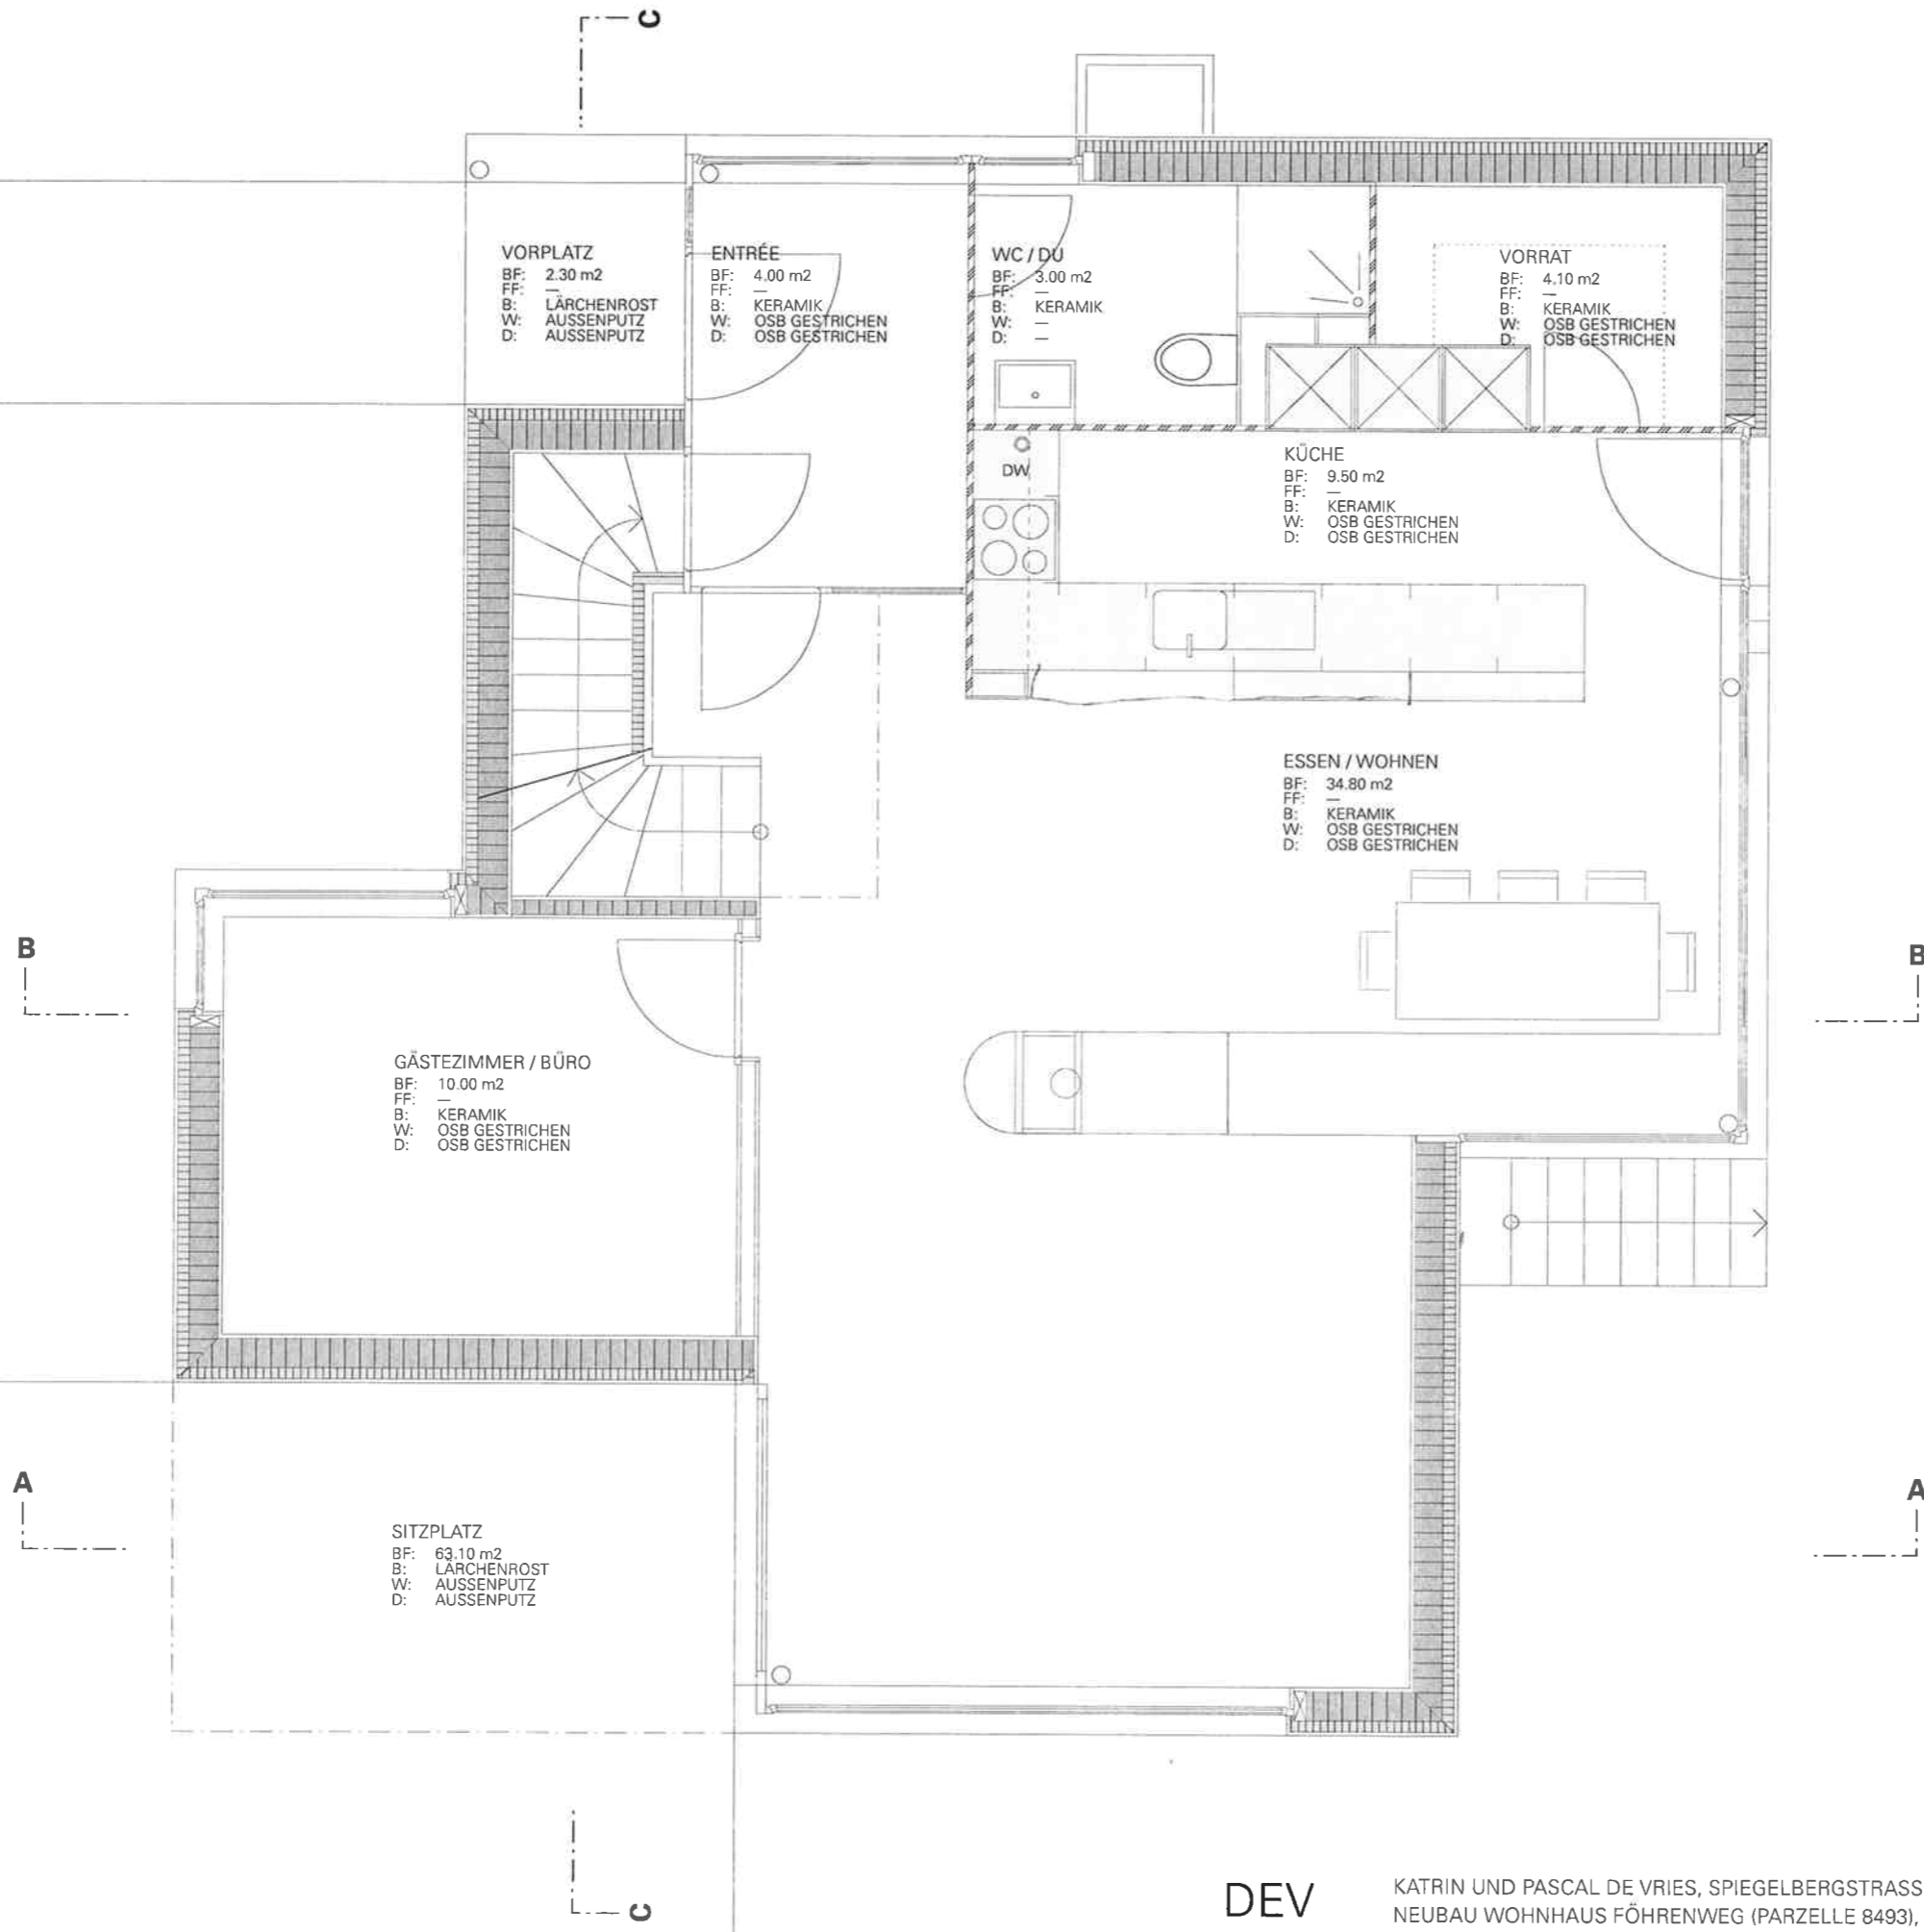 C
VORPLATZ
BF: 2.30 m2
FF: —
B: LÄRCHENROST
W: AUSSENPUTZ
D: AUSSENPUTZ
ENTRÉE
BF: 4.00 m2
FF: —
B: KERAMIK
W: OSB GESTRICHEN
D: OSB GESTRICHEN
WC / DU
BF: 3.00 m2
FF: —
B: KERAMIK
W: —
D: —
VORRAT
BF: 4.10 m2
FF: —
B: KERAMIK
W: OSB GESTRICHEN
D: OSB GESTRICHEN
DW
KÜCHE
BF: 9.50 m2
FF: —
B: KERAMIK
W: OSB GESTRICHEN
D: OSB GESTRICHEN
ESSEN / WOHNEN
BF: 34.80 m2
FF: —
B: KERAMIK
W: OSB GESTRICHEN
D: OSB GESTRICHEN
B
B
GÄSTEZIMMER / BÜRO
BF: 10.00 m2
FF: —
B: KERAMIK
W: OSB GESTRICHEN
D: OSB GESTRICHEN
A
A
SITZPLATZ
BF: 63.10 m2
B: LÄRCHENROST
W: AUSSENPUTZ
D: AUSSENPUTZ
C
DEV
KATRIN UND PASCAL DE VRIES, SPIEGELBERGSTRASS
NEUBAU WOHNHAUS FÖHRENWEG (PARZELLE 8493),